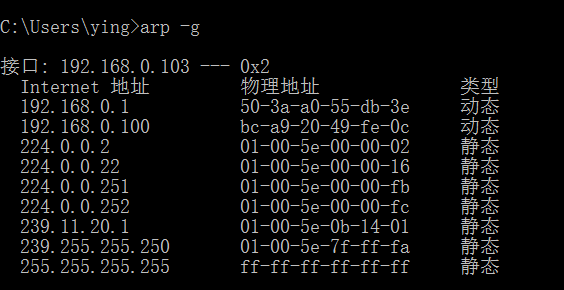 C:\Users\ying>arp -g
接口: 192.168.0.103 --- 0x2
Internet 地址 物理地址 类型
192.168.0.1 50-3a-a0-55-db-3e 动态
192.168.0.100 bc-a9-20-49-fe-0c 动态
224.0.0.2 01-00-5e-00-00-02 静态
224.0.0.22 01-00-5e-00-00-16 静态
224.0.0.251 01-00-5e-00-00-fb 静态
224.0.0.252 01-00-5e-00-00-fc 静态
239.11.20.1 01-00-5e-0b-14-01 静态
239.255.255.250 01-00-5e-7f-ff-fa 静态
255.255.255.255 ff-ff-ff-ff-ff-ff 静态